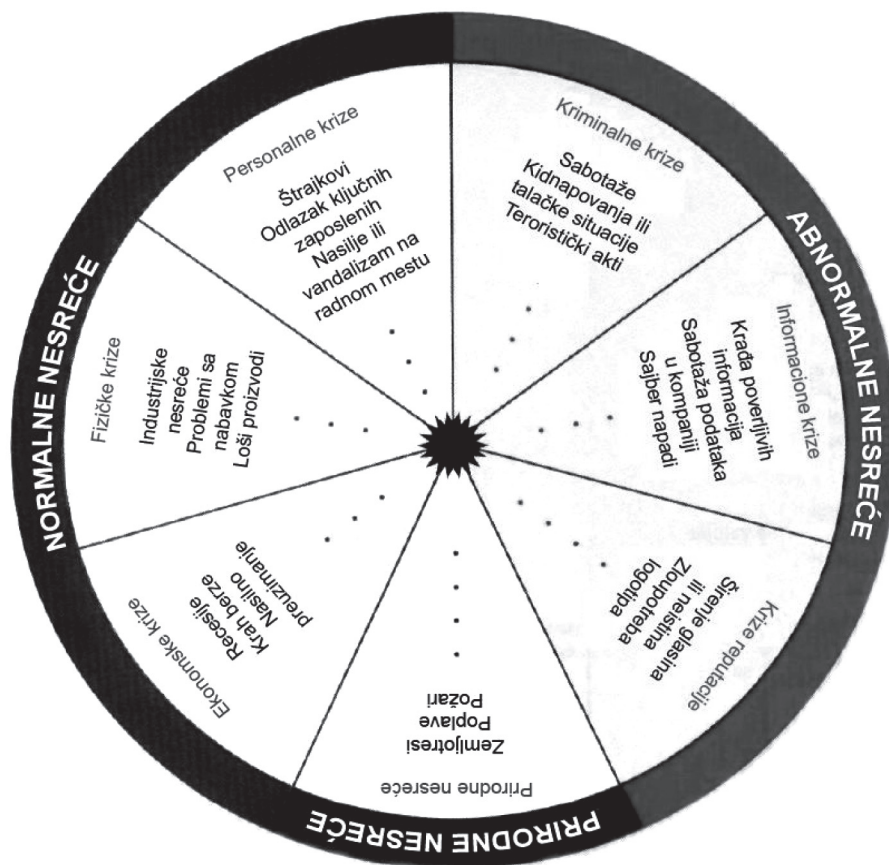 NORMALNE NESREĆE
ABNORMALNE NESREĆE
PRIRODNE NESREĆE
Personalne krize
Štrajkovi
Odlazak ključnih
zaposlenih
Nasilje ili
vandalizam na
radnom mestu
Kriminalne krize
Sabotaže
Kidnapovanja ili
talačke situacije
Teroristički akti
Informacione krize
Krađa poverljivih
informacija
Sabotaža podataka
u kompaniji
Sajber napadi
Krize reputacije
Širenje glasina
ili neistina
Zloupotreba
logotipa
Prirodne nesreće
Zemljotresi
Poplave
Požari
Ekonomske krize
Recesije
Krah berze
Nasilno
preuzimanje
Fizičke krize
Industrijske
nesreće
Problemi sa
nabavkom
Loši proizvodi